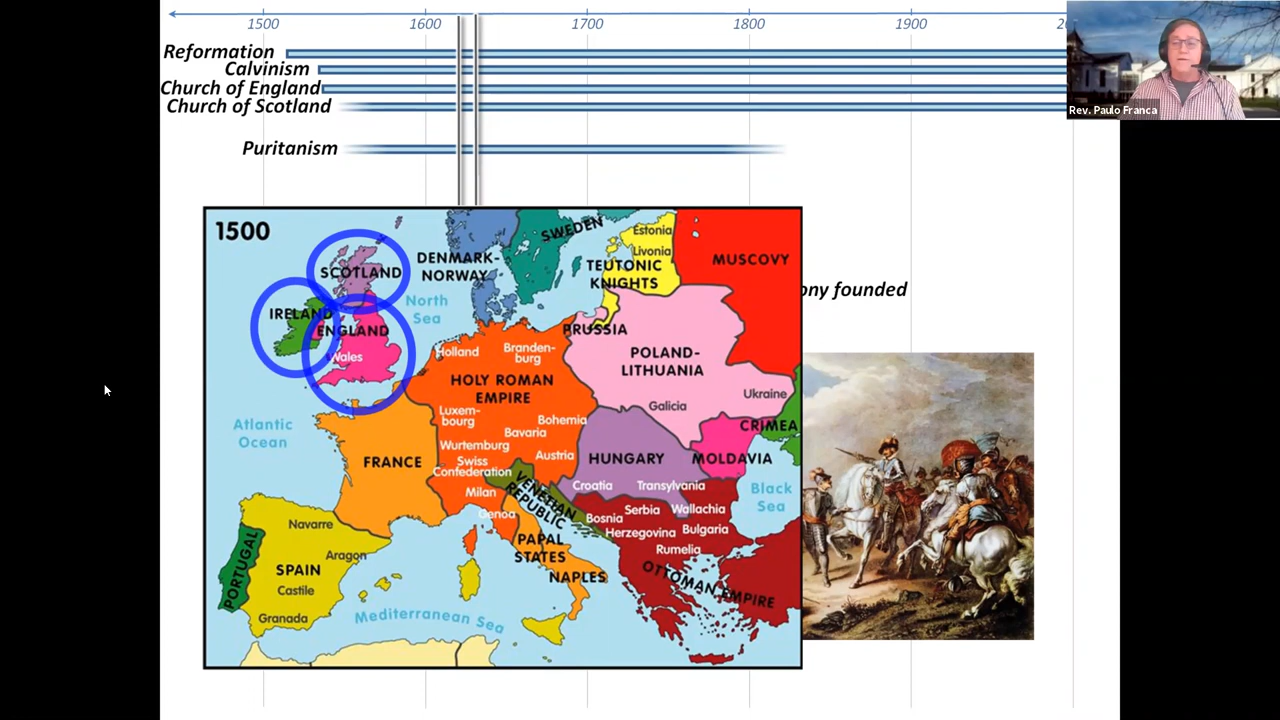 1500 1600 1700 1800 1900
Rev. Paulo Franca
Reformation
Calvinism
Church of England
Church of Scotland
Puritanism
1500
SCOTLAND
IRELAND
ENGLAND
Wales
DENMARK-
NORWAY
North
Sea
SWEDEN
Estonia
Livonia
TEUTONIC
KNIGHTS
MUSCOVY
PRUSSIA
POLAND-
LITHUANIA
Ukraine
Galicia
CRIMEA
Holland
Branden-
burg
HOLY ROMAN
EMPIRE
Luxem-
bourg
Bohemia
Bavaria
Wurtemburg
Austria
Swiss
Confederation
Milan
Genoa
Atlantic
Ocean
FRANCE
HUNGARY
MOLDAVIA
Croatia
Transylvania
Black
Sea
VENETIAN
REPUBLIC
Bosnia
Serbia
Wallachia
Herzegovina
Bulgaria
Rumelia
PAPAL
STATES
NAPLES
OTTOMAN EMPIRE
Navarre
Aragon
PORTUGAL
SPAIN
Castile
Granada
Mediterranean Sea
ony founded